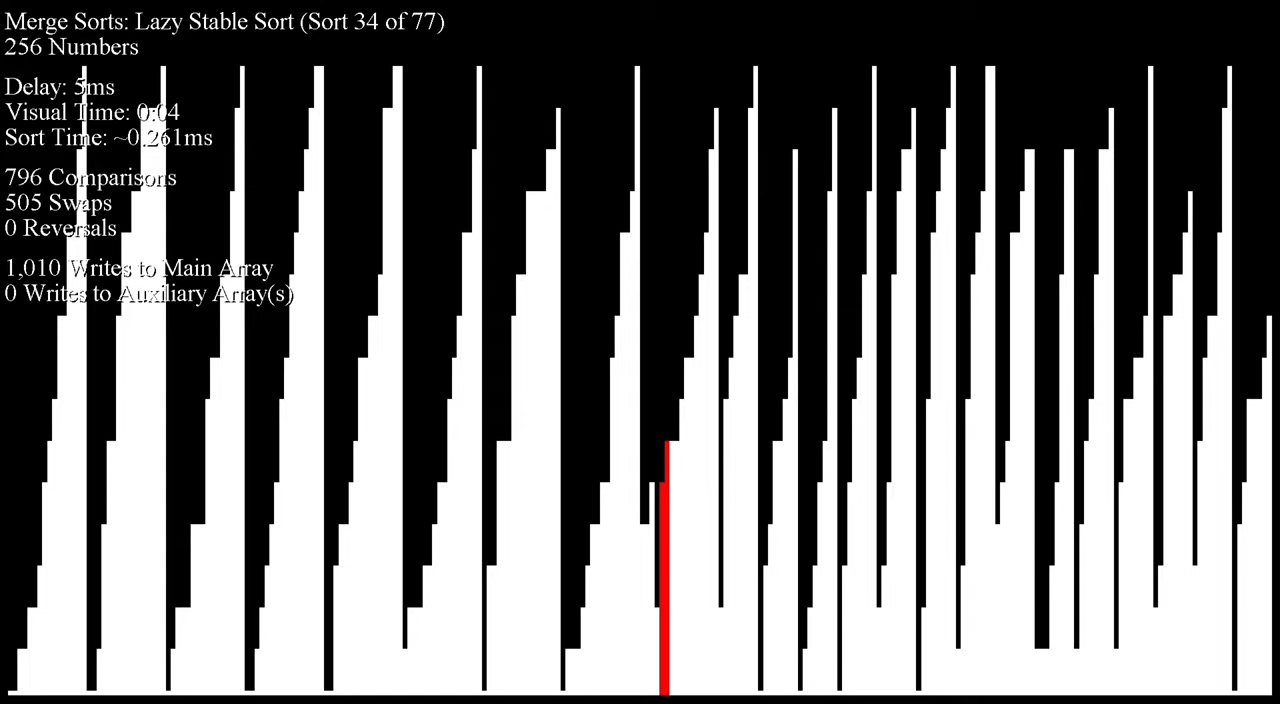 Merge Sorts: Lazy Stable Sort (Sort 34 of 77)
256 Numbers
Delay: 5ms
Visual Time: 0:04
Sort Time: ~0.261ms
796 Comparisons
505 Swaps
0 Reversals
1,010 Writes to Main Array
0 Writes to Auxiliary Array(s)